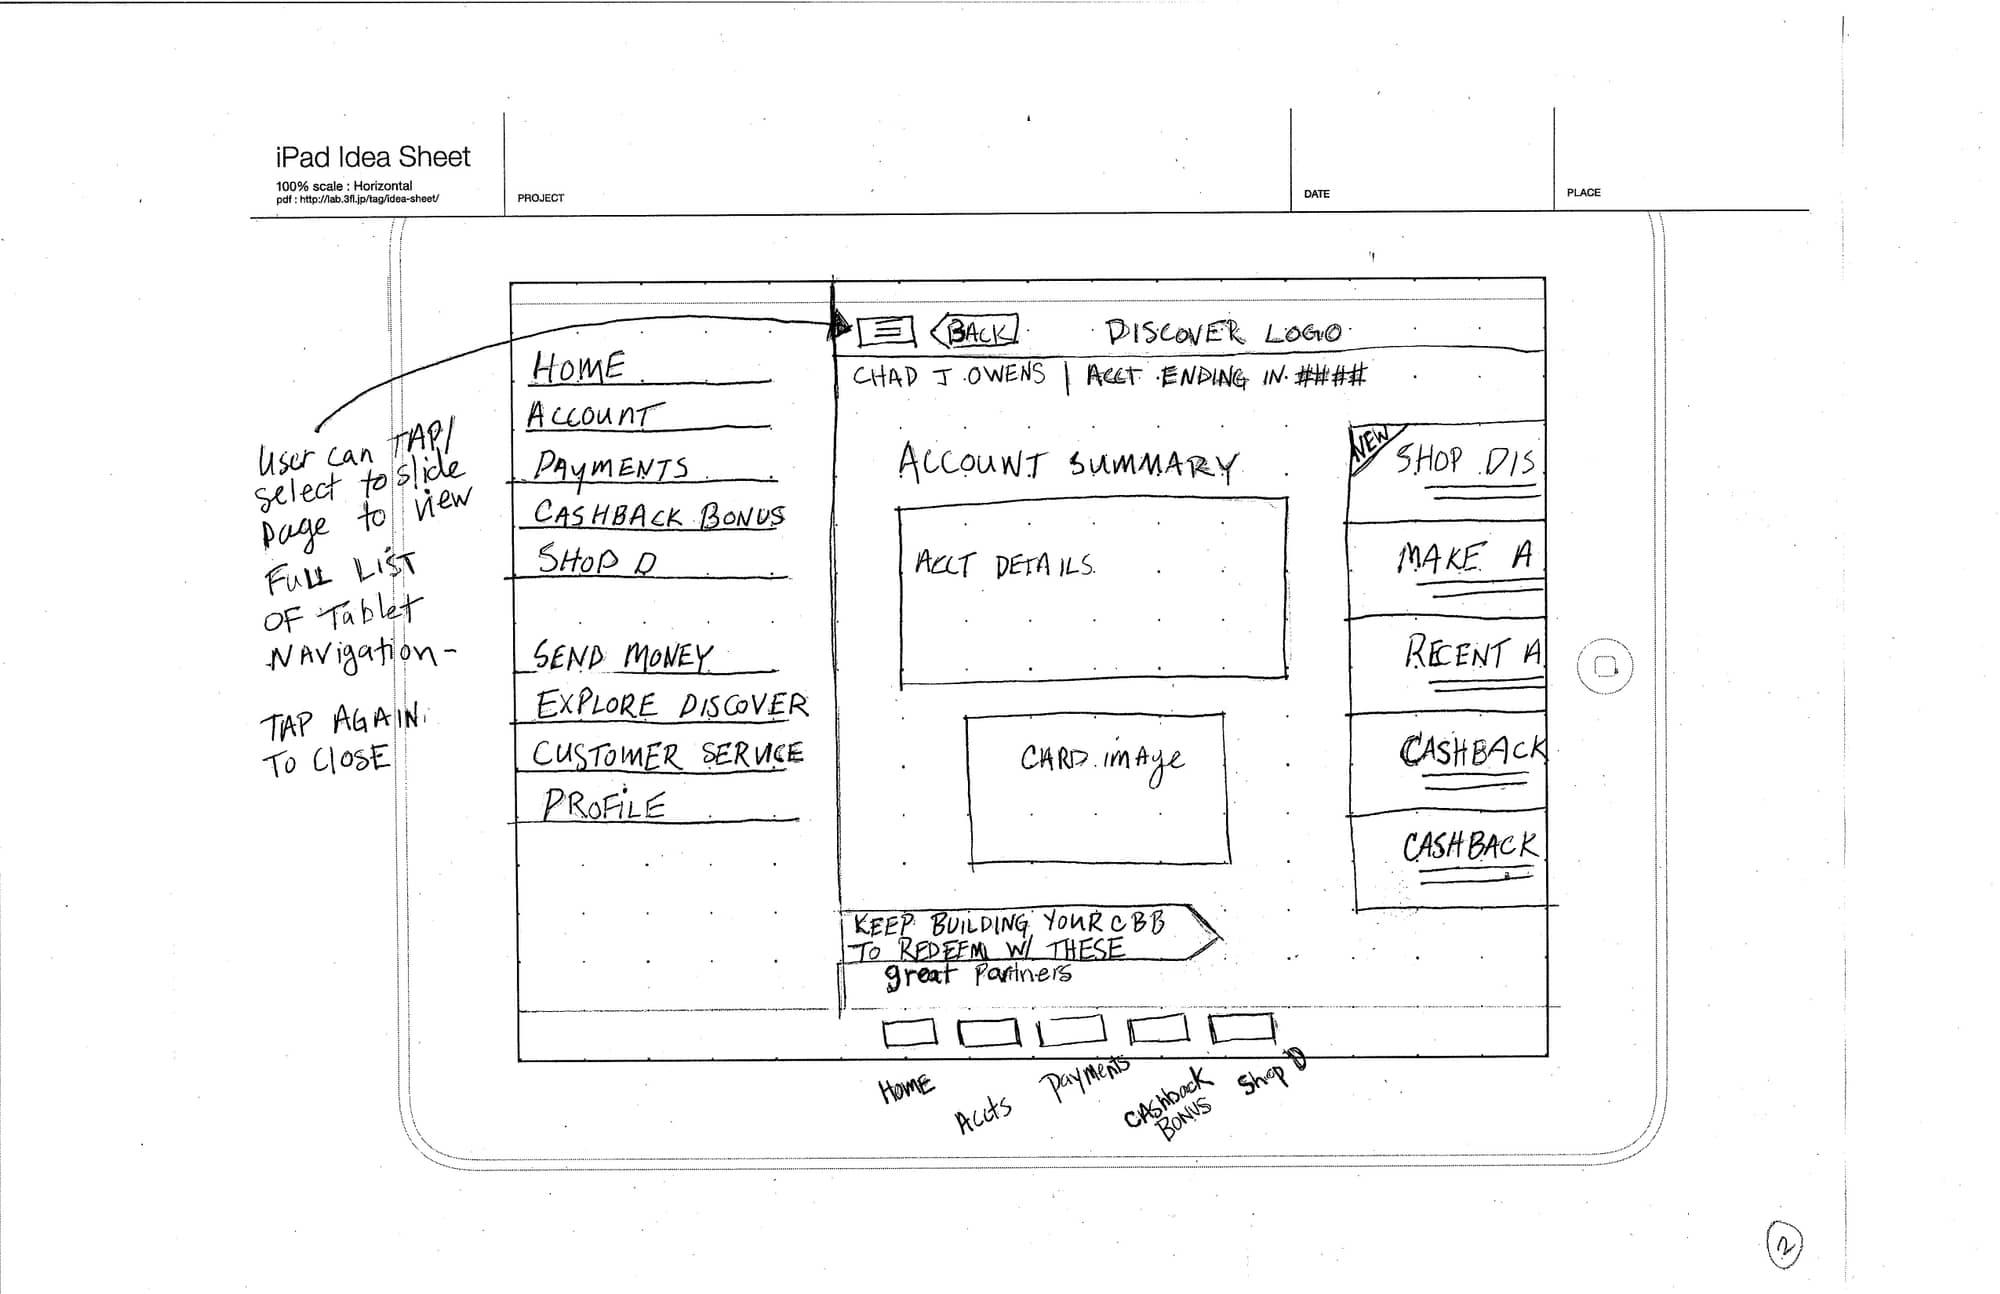 iPad Idea Sheet
100% scale : Horizontal
pdf : http://lab.3fl.jp/tag/idea-sheet/
PROJECT
DATE
PLACE
User can TAP/
select to slide
page to view
FULL LIST
OF Tablet
NAVigation-
TAP AGAIN
TO ClOSE
HOME
ACCOUNT
PAYMENTS
CASHBACK BONUS
SHOP D
SEND MONEY
EXPLORE DISCOVER
CUSTOMER SERVICE
PROFiLE
BACK
DISCOVER LOGO
CHAD J OWENS | ACCT ENDING IN ####
ACCOUNT SUMMARY
ACCT DETAILS
CARD imAge
KEEP BUILDING YOUR CBB
TO REDEEM W/ THESE
great Partners
NEW
SHOP DIS
MAKE A
RECENT A
CASHBACK
CASHBACK
HOME
Accts
Payments
CAshback
BONUS
Shop D
2